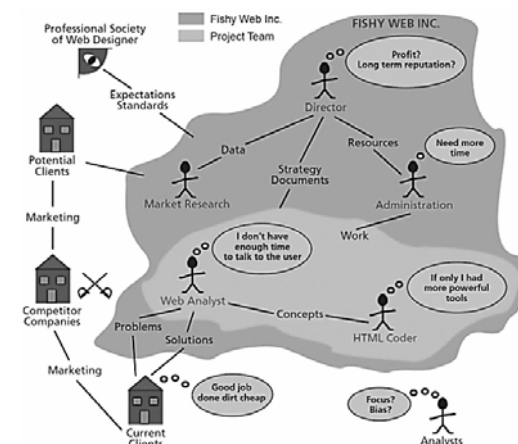 Professional Society
of Web Designer
Fishy Web Inc.
Project Team
FISHY WEB INC.
Profit?
Long term reputation?
Director
Expectations
Standards
Potential
Clients
Data
Resources
Need more
time
Strategy
Documents
Market Research
Administration
Marketing
Work
I don't have
enough time
to talk to the user
Web Analyst
If only I had
more powerful
tools
Concepts
HTML Coder
Competitor
Companies
Problems
Solutions
Marketing
Good job
done dirt cheap
Current
Clients
Focus?
Bias?
Analysts